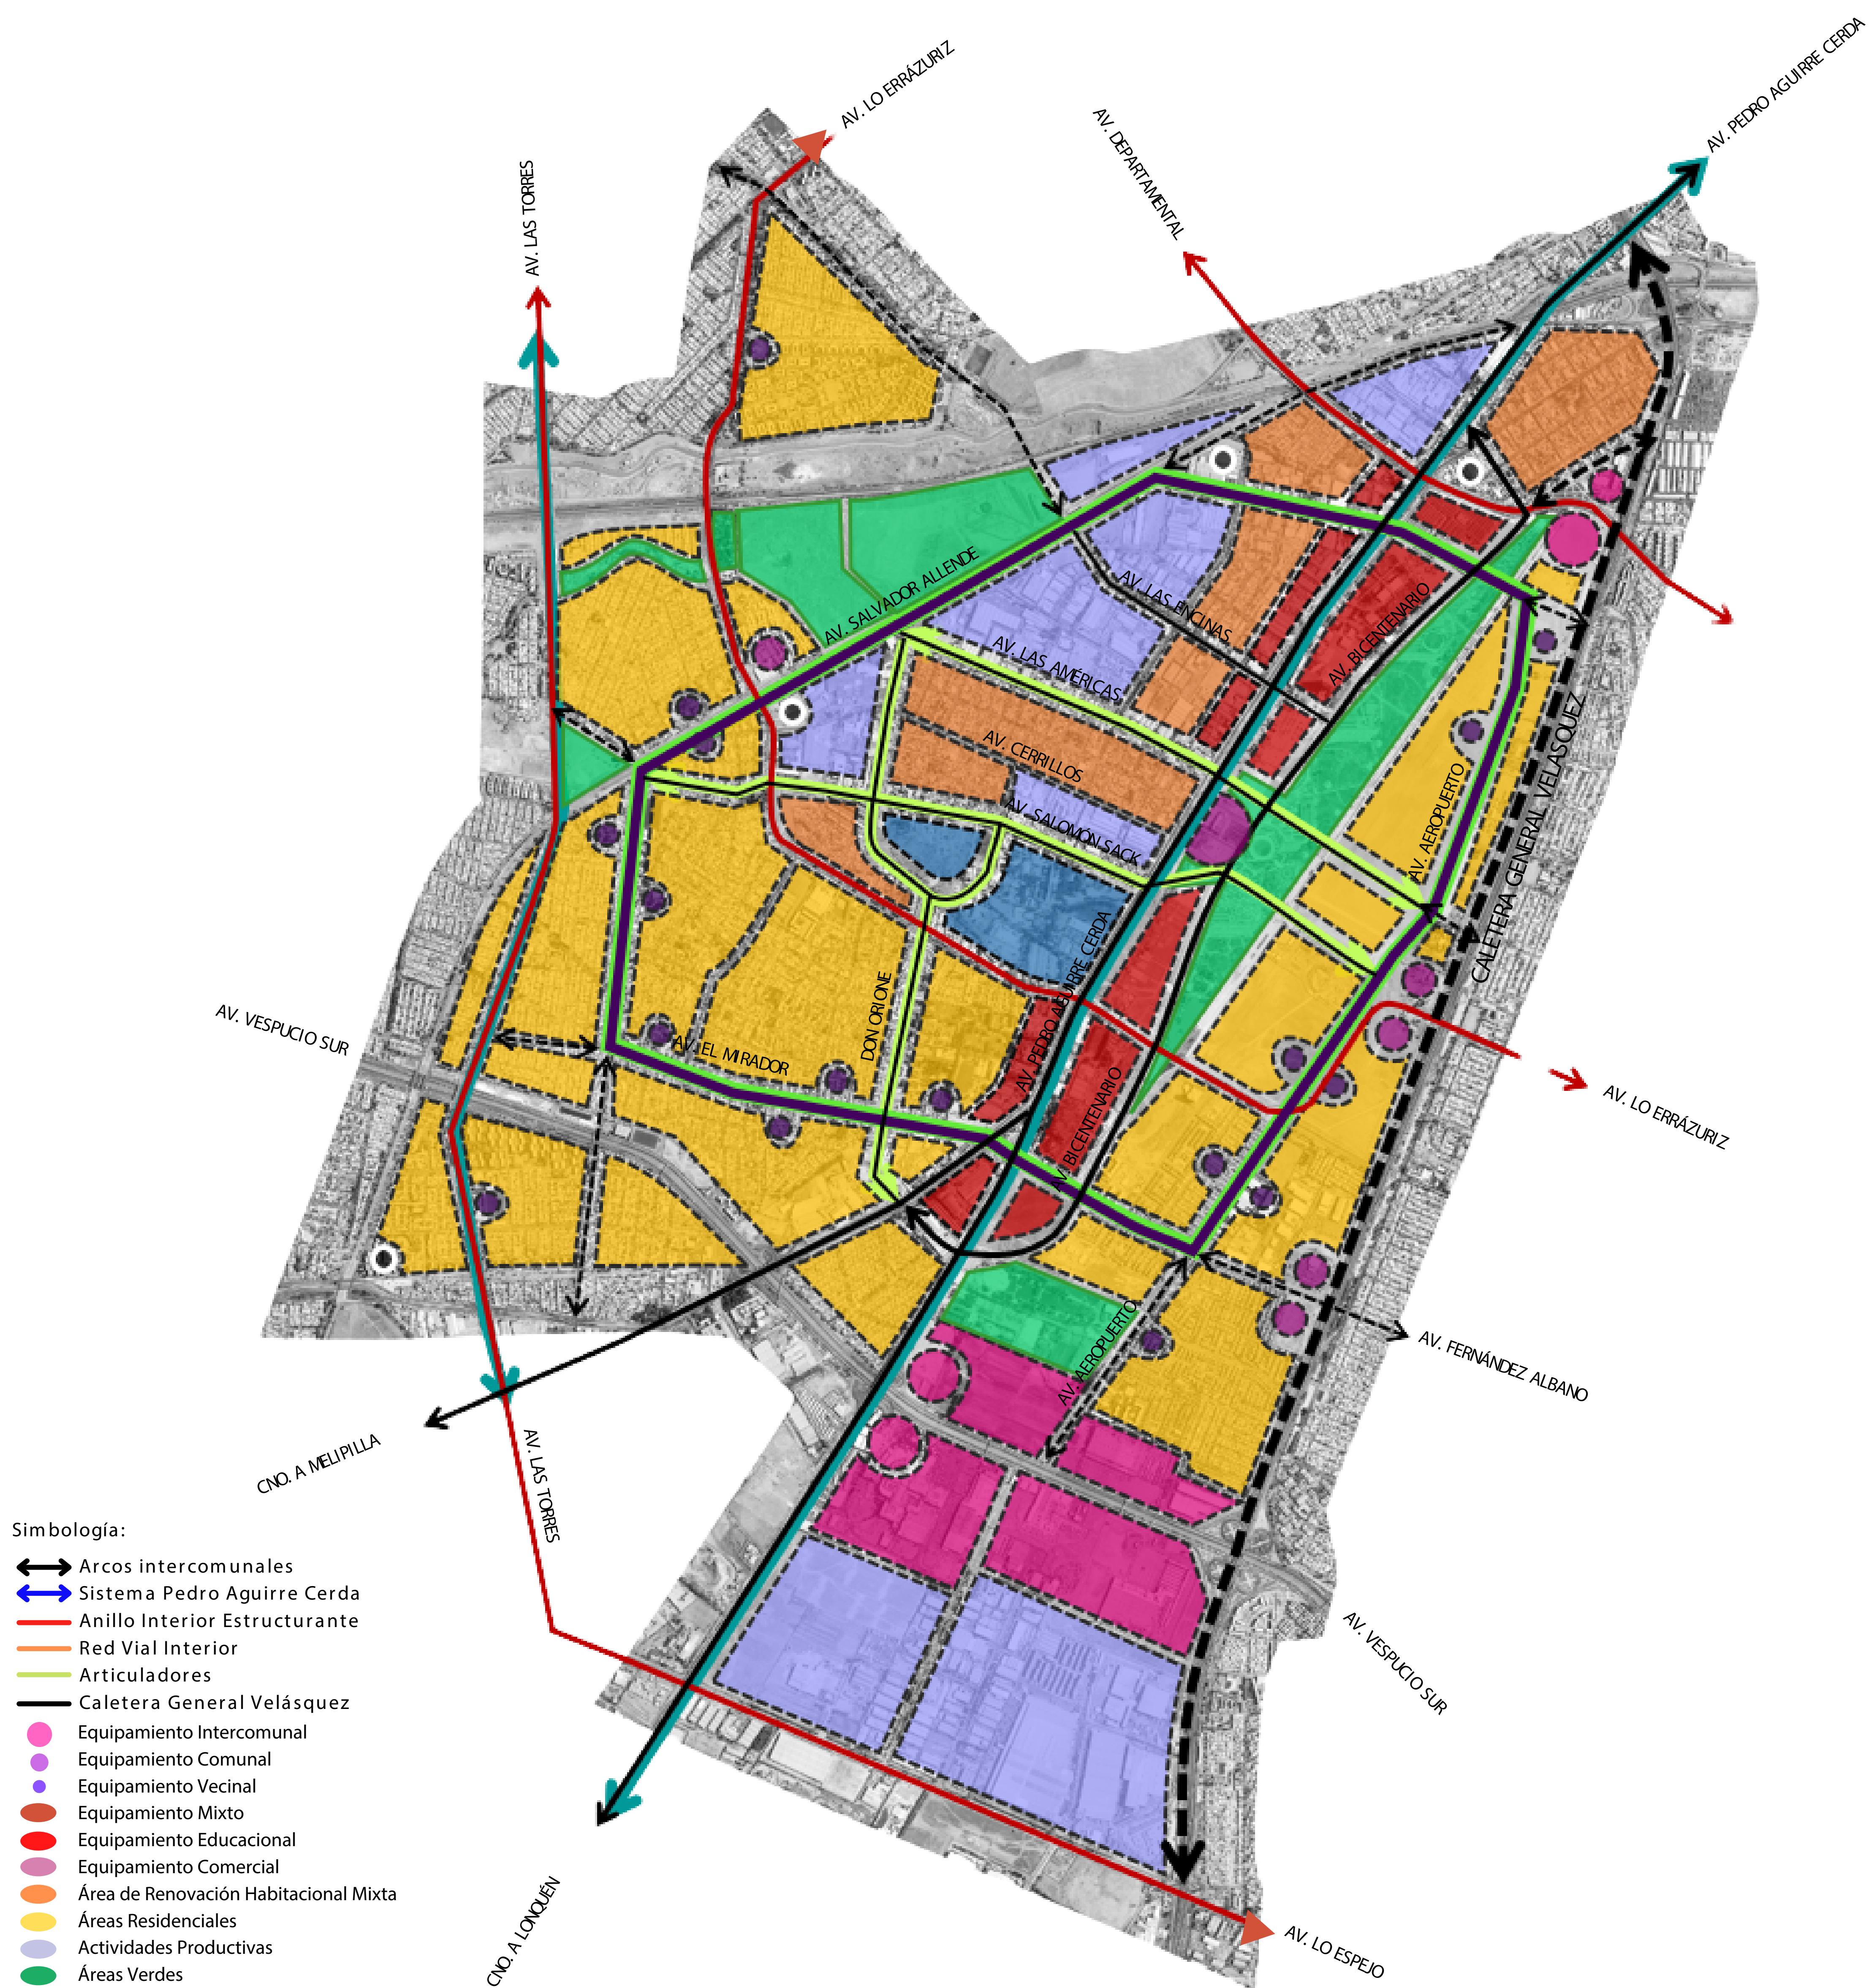 AV. LO ERRÁZURIZ
AV. PEDRO AGUIRRE CERDA
AV. DEPARTAMENTAL
AV. LAS TORRES
AV. SALVADOR ALLENDE
AV. LAS ENCINAS
AV. BICENTENARIO
AV. LAS AMÉRICAS
AV. CERRILLOS
AV. SALOMÓN SACK
AV. AEROPUERTO
CALETERA GENERAL VELASQUEZ
AV. PEDRO AGUIRRE CERDA
DON ORIONE
AV. VESPUCIO SUR
AV. EL MIRADOR
AV. BICENTENARIO
AV. LO ERRÁZURIZ
AV. AEROPUERTO
AV. FERNÁNDEZ ALBANO
CNO. A MELIPILLA
AV. LAS TORRES
AV. VESPUCIO SUR
CNO. A LONQUÉN
AV. LO ESPEJO
Simbología:
Arcos intercomunales
Sistema Pedro Aguirre Cerda
Anillo Interior Estructurante
Red Vial Interior
Articuladores
Caletera General Velásquez
Equipamiento Intercomunal
Equipamiento Comunal
Equipamiento Vecinal
Equipamiento Mixto
Equipamiento Educacional
Equipamiento Comercial
Área de Renovación Habitacional Mixta
Áreas Residenciales
Actividades Productivas
Áreas Verdes